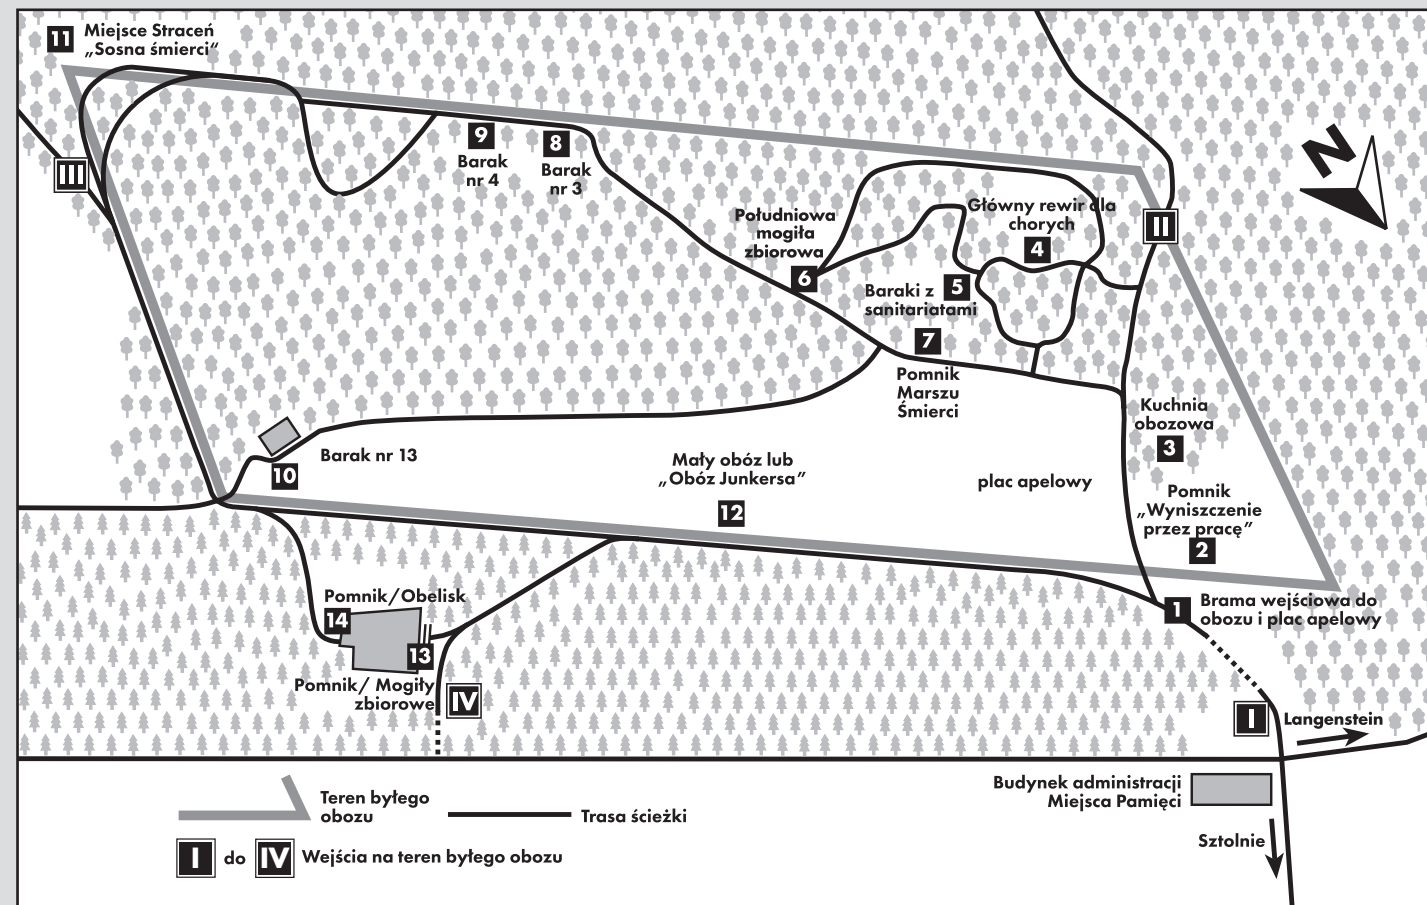 11
Miejsce Straceń
„Sosna śmierci“
N
III
9
Barak
nr 4
8
Barak
nr 3
Południowa
mogiła
zbiorowa
6
Główny rewir dla
chorych
4
II
Baraki z
sanitariatami
5
7
Pomnik
Marszu
Śmierci
Kuchnia
obozowa
3
10
Barak nr 13
Mały obóz lub
„Obóz Junkersa”
12
plac apelowy
Pomnik
„Wyniszczenie
przez pracę”
2
1
Brama wejściowa do
obozu i plac apelowy
Pomnik/Obelisk
14
13
Pomnik/ Mogiły
zbiorowe
IV
I
Langenstein
Teren byłego
obozu
Trasa ścieżki
I do IV Wejścia na teren byłego obozu
Budynek administracji
Miejsca Pamięci
Sztolnie